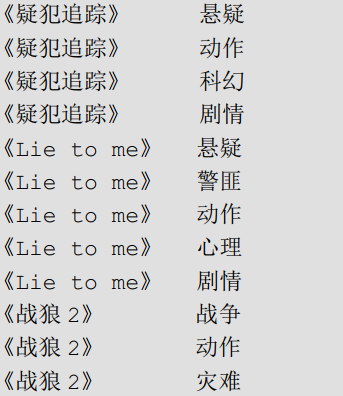 《疑犯追踪》 悬疑
《疑犯追踪》 动作
《疑犯追踪》 科幻
《疑犯追踪》 剧情
《Lie to me》 悬疑
《Lie to me》 警匪
《Lie to me》 动作
《Lie to me》 心理
《Lie to me》 剧情
《战狼 2》 战争
《战狼 2》 动作
《战狼 2》 灾难